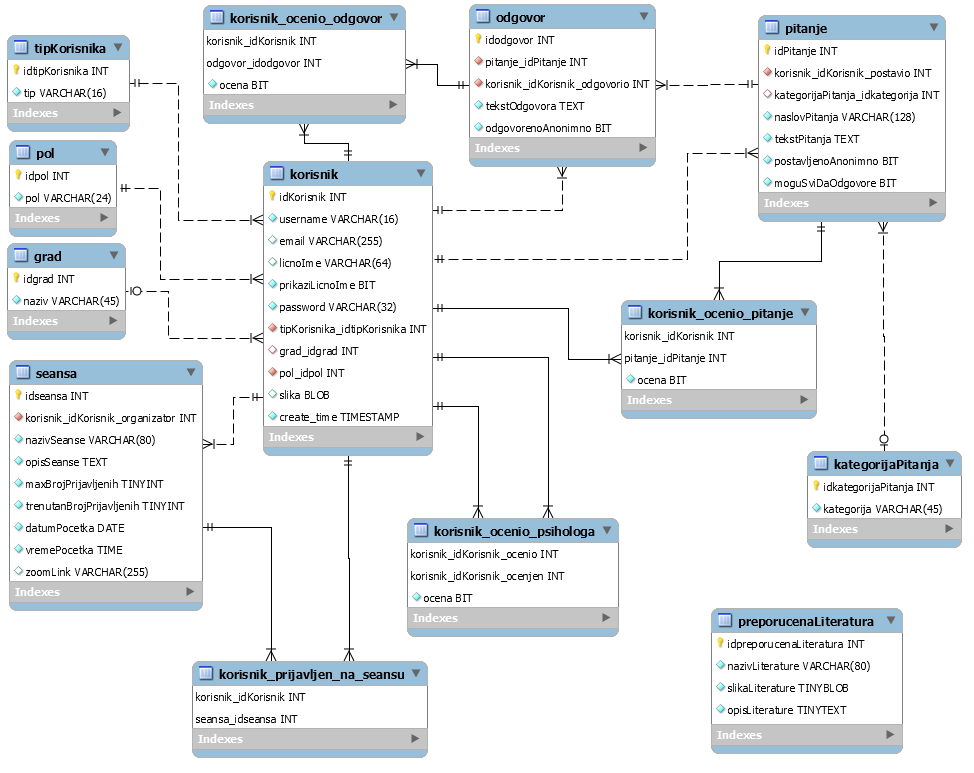 korisnik_ocenio_odgovor
korisnik_idKorisnik INT
odgovor_idodgovor INT
ocena BIT
Indexes
odgovor
idodgovor INT
pitanje_idPitanje INT
korisnik_idKorisnik_odgovorio INT
tekstOdgovora TEXT
odgovorenoAnonimno BIT
Indexes
pitanje
idPitanje INT
korisnik_idKorisnik_postavio INT
kategorijaPitanja_idkategorija INT
naslovPitanja VARCHAR(128)
tekstPitanja TEXT
postavljenoAnonimno BIT
moguSviDaOdgovore BIT
Indexes
tipKorisnika
idtipKorisnika INT
tip VARCHAR(16)
Indexes
pol
idpol INT
pol VARCHAR(24)
Indexes
grad
idgrad INT
naziv VARCHAR(45)
Indexes
korisnik
idKorisnik INT
username VARCHAR(16)
email VARCHAR(255)
licnoIme VARCHAR(64)
prikaziLicnoIme BIT
password VARCHAR(32)
tipKorisnika_idtipKorisnika INT
grad_idgrad INT
pol_idpol INT
slika BLOB
create_time TIMESTAMP
Indexes
korisnik_ocenio_pitanje
korisnik_idKorisnik INT
pitanje_idPitanje INT
ocena BIT
Indexes
seansa
idseansa INT
korisnik_idKorisnik_organizator INT
nazivSeanse VARCHAR(80)
opisSeanse TEXT
maxBrojPrijavljenih TINYINT
trenutanBrojPrijavljenih TINYINT
datumPocetka DATE
vremePocetka TIME
zoomLink VARCHAR(255)
Indexes
kategorijaPitanja
idkategorijaPitanja INT
kategorija VARCHAR(45)
Indexes
korisnik_ocenio_psihologa
korisnik_idKorisnik_ocenio INT
korisnik_idKorisnik_ocenjen INT
ocena BIT
Indexes
preporucenaLiteratura
idpreporucenaLiteratura INT
nazivLiterature VARCHAR(80)
slikaLiterature TINYBLOB
opisLiterature TINYTEXT
Indexes
korisnik_prijavljen_na_seansu
korisnik_idKorisnik INT
seansa_idseansa INT
Indexes